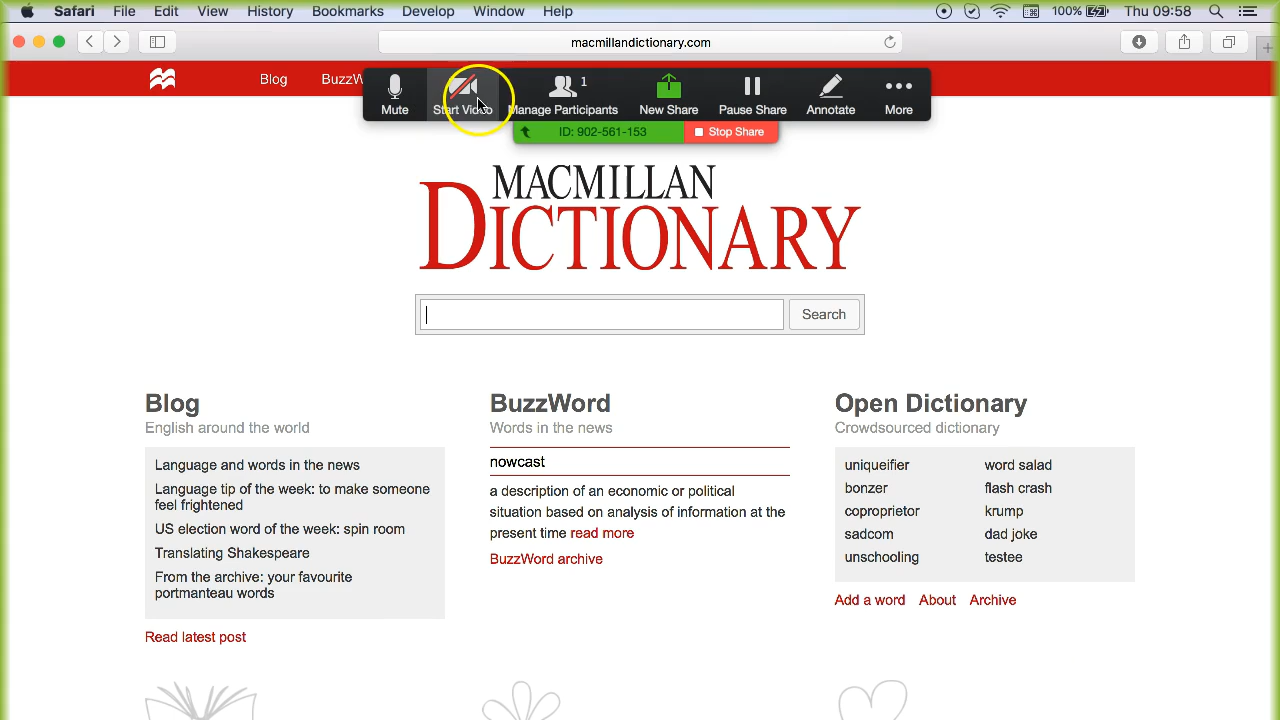 Safari File Edit View History Bookmarks Develop Window Help 100% Thu 09:58
macmillandictionary.com
Blog BuzzW
Mute Start Video Manage Participants 1 New Share Pause Share Annotate More
ID: 902-561-153 Stop Share
MACMILLAN
DICTIONARY
Search
Blog
English around the world
Language and words in the news
Language tip of the week: to make someone
feel frightened
US election word of the week: spin room
Translating Shakespeare
From the archive: your favourite
portmanteau words
Read latest post
BuzzWord
Words in the news
nowcast
a description of an economic or political
situation based on analysis of information at the
present time read more
BuzzWord archive
Open Dictionary
Crowdsourced dictionary
uniqueifier word salad
bonzer flash crash
coproprietor krump
sadcom dad joke
unschooling testee
Add a word About Archive